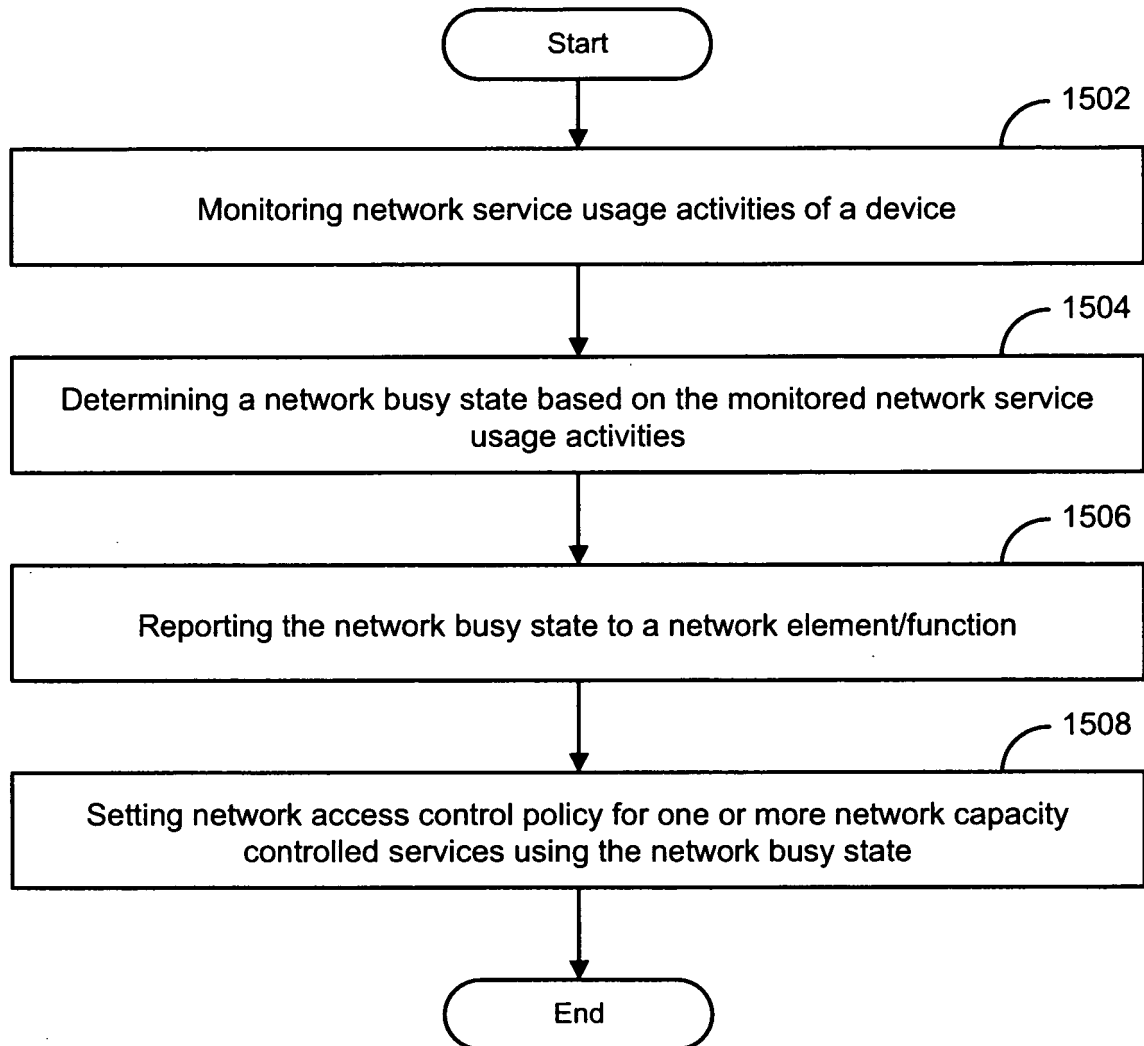 Start
1502
Monitoring network service usage activities of a device
1504
Determining a network busy state based on the monitored network service
usage activities
1506
Reporting the network busy state to a network element/function
1508
Setting network access control policy for one or more network capacity
controlled services using the network busy state
End